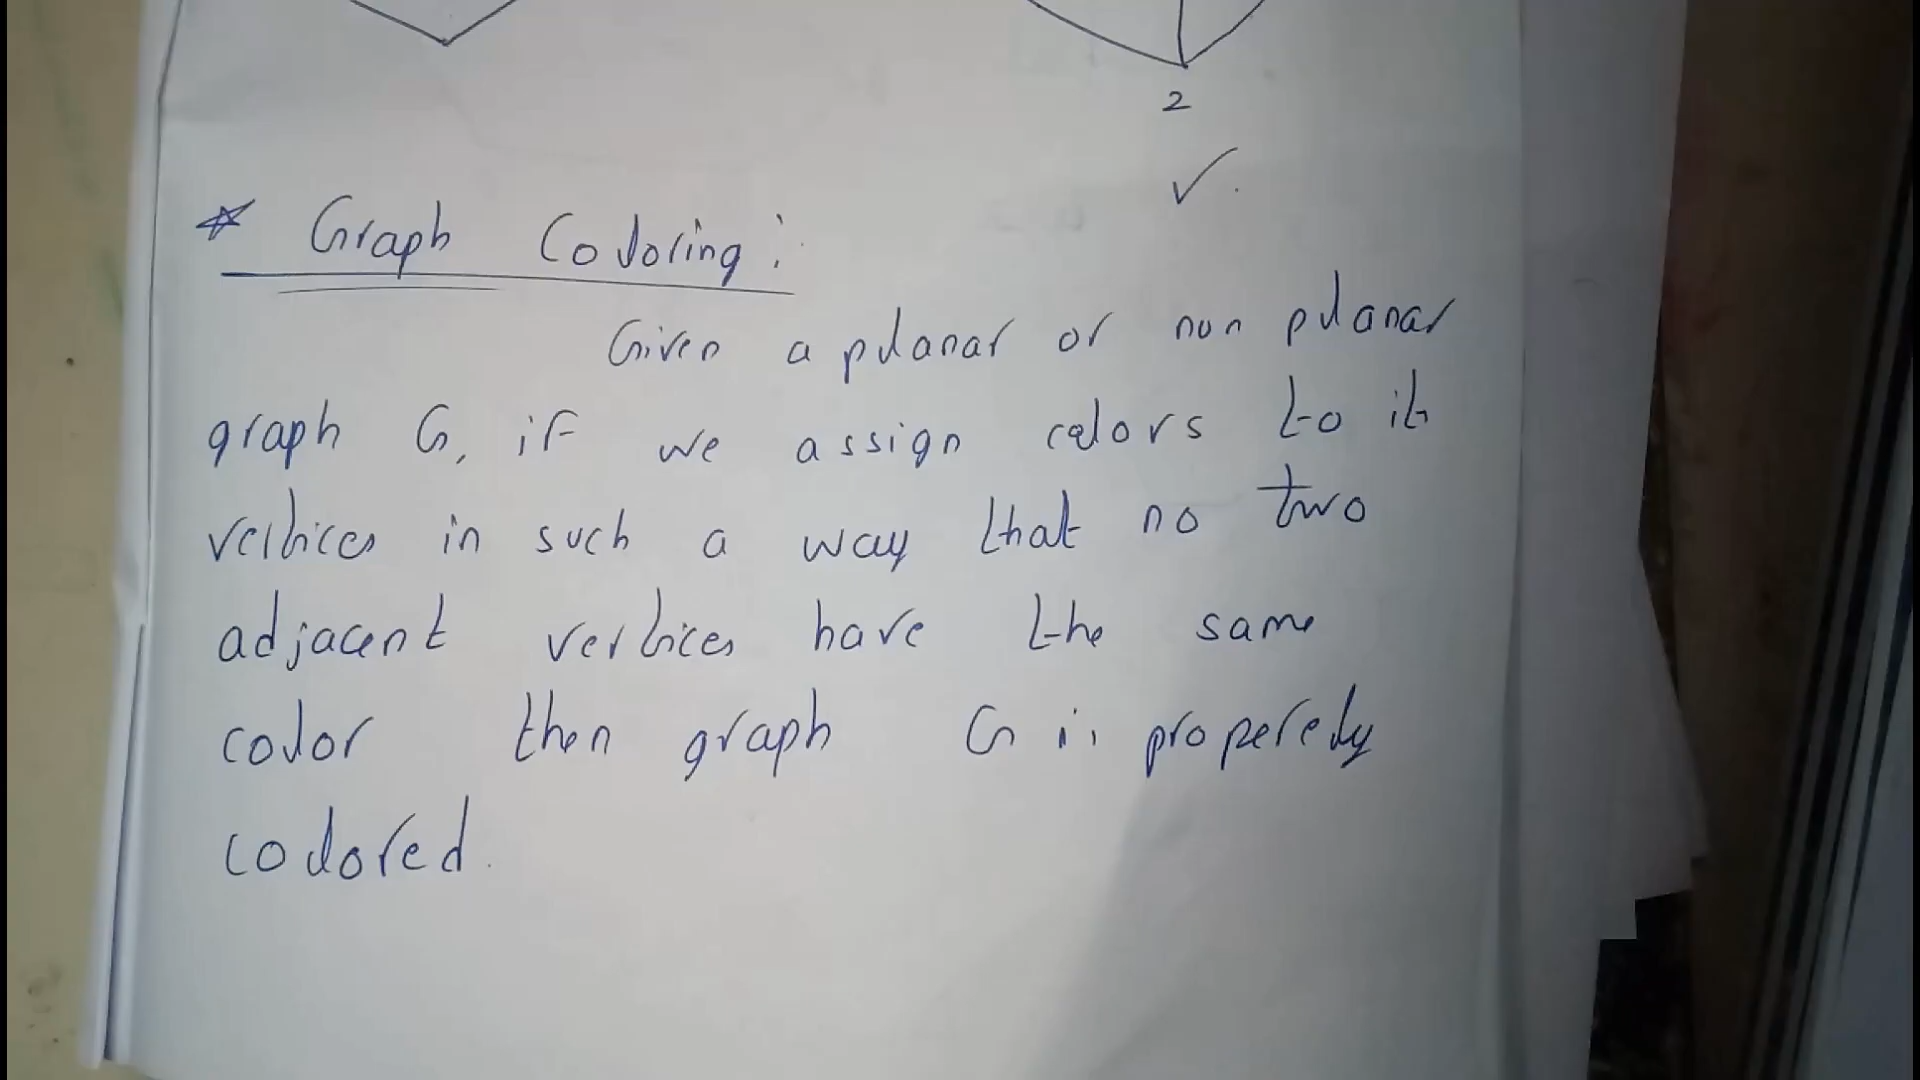 2
* Graph Coloring:
Given a planar or non planar
graph G, if we assign colors to it
vertices in such a way that no two
adjacent vertices have the same
color then graph G is properely
colored.